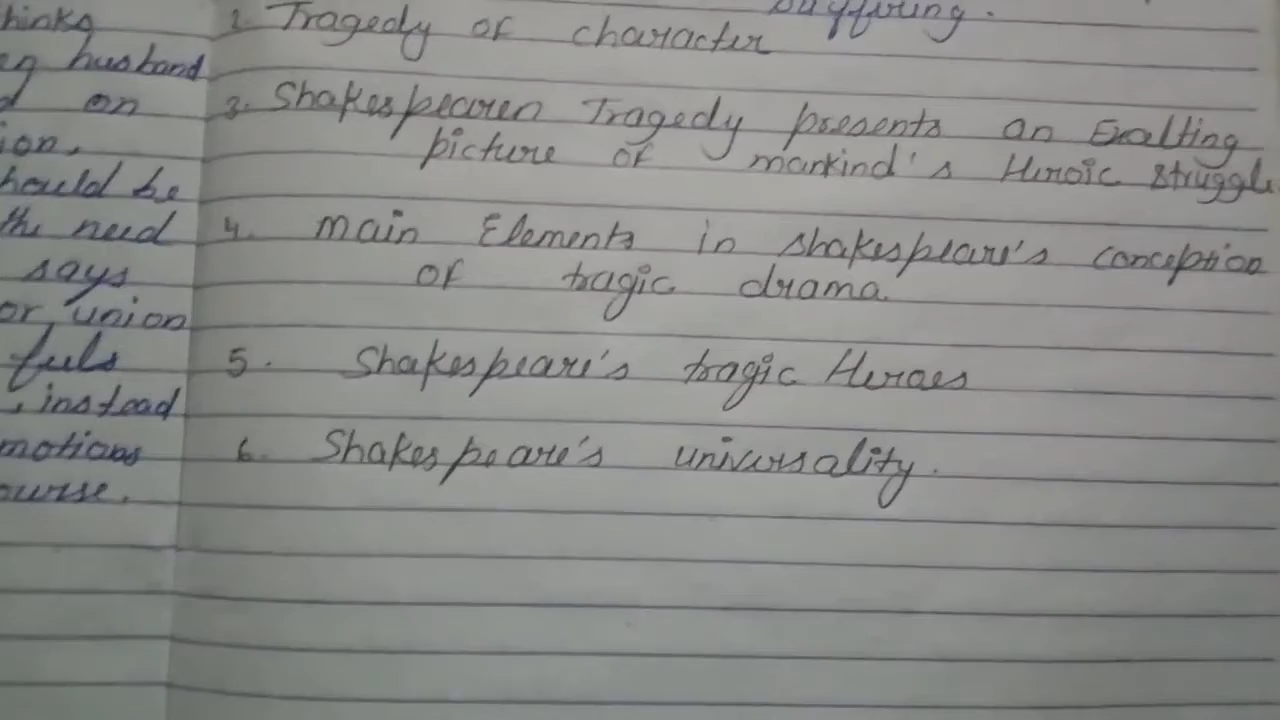 suffering.
hinks
eg husband
d on
ion.
hould be
the need
says
or union
feels
, instead
motions
ourse.
2. Tragedy of character
3. Shakespearen Tragedy presents an Exalting
picture of mankind's Heroic struggle
4. main Elements in shakespeare's conception
of tragic drama.
5. Shakespeare's tragic Heroes
6. Shakespeare's universality.